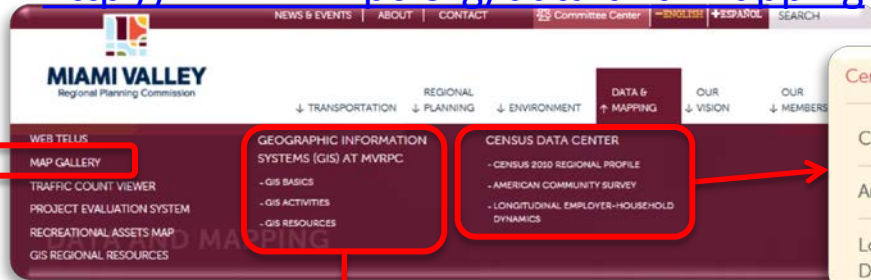 NEWS & EVENTS | ABOUT | CONTACT
Committee Center
ENGLISH
ESPAÑOL
SEARCH
MIAMI VALLEY
Regional Planning Commission
↓ TRANSPORTATION
REGIONAL
↓ PLANNING
↓ ENVIRONMENT
DATA &
↑ MAPPING
OUR
↓ VISION
OUR
↓ MEMBERS
WEB TELUS
MAP GALLERY
TRAFFIC COUNT VIEWER
PROJECT EVALUATION SYSTEM
RECREATIONAL ASSETS MAP
GIS REGIONAL RESOURCES
GEOGRAPHIC INFORMATION
SYSTEMS (GIS) AT MVRPC
- GIS BASICS
- GIS ACTIVITIES
- GIS RESOURCES
CENSUS DATA CENTER
- CENSUS 2010 REGIONAL PROFILE
- AMERICAN COMMUNITY SURVEY
- LONGITUDINAL EMPLOYER-HOUSEHOLD
DYNAMICS
DATA AND MAPPING